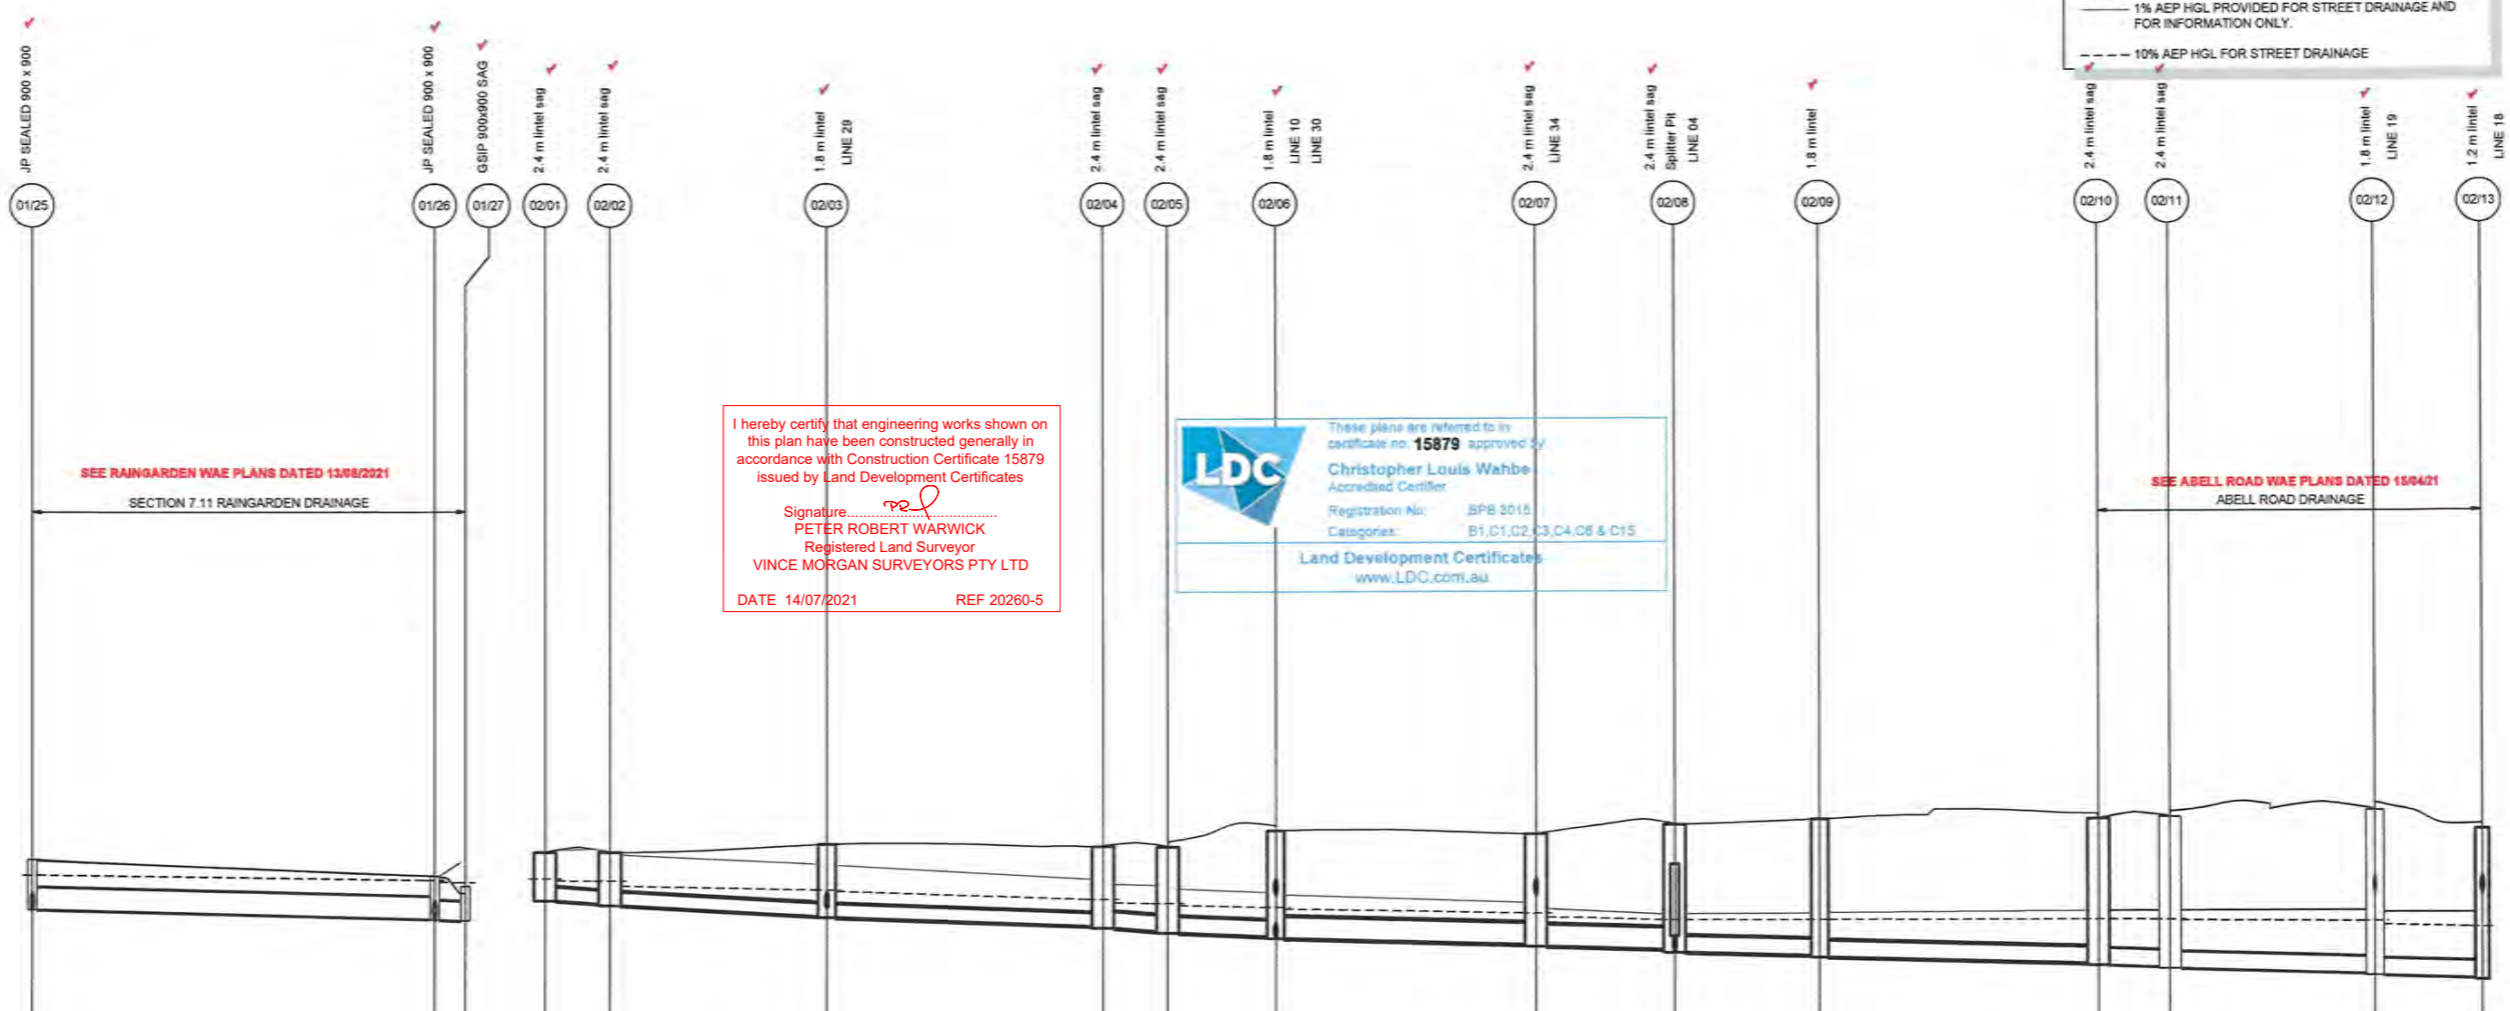 1% AEP HGL PROVIDED FOR STREET DRAINAGE AND
FOR INFORMATION ONLY.
10% AEP HGL FOR STREET DRAINAGE
JP SEALED 900 x 900
JP SEALED 900 x 900
GSIP 900x900 SAG
2.4 m lintel sag
2.4 m lintel sag
1.8 m lintel
LINE 29
2.4 m lintel sag
2.4 m lintel sag
1.8 m lintel
LINE 10
LINE 30
2.4 m lintel sag
LINE 34
2.4 m lintel sag
Splitter Pit
LINE 04
1.8 m lintel
2.4 m lintel sag
2.4 m lintel sag
1.8 m lintel
LINE 19
1.2 m lintel
LINE 18
01/25
01/26
01/27
02/01
02/02
02/03
02/04
02/05
02/06
02/07
02/08
02/09
02/10
02/11
02/12
02/13
SEE RAINGARDEN WAE PLANS DATED 13/08/2021
SECTION 7.11 RAINGARDEN DRAINAGE
I hereby certify that engineering works shown on
this plan have been constructed generally in
accordance with Construction Certificate 15879
issued by Land Development Certificates
Signature
PETER ROBERT WARWICK
Registered Land Surveyor
VINCE MORGAN SURVEYORS PTY LTD
DATE 14/07/2021 REF 20260-5
LDC
These plans are referred to in
certificate no. 15879 approved by
Christopher Louis Wahbe
Accredited Certifier
Registration No: BPB 3015
Categories: B1,C1,C2,C3,C4,C6 & C15
Land Development Certificates
www.LDC.com.au
SEE ABELL ROAD WAE PLANS DATED 15/04/21
ABELL ROAD DRAINAGE